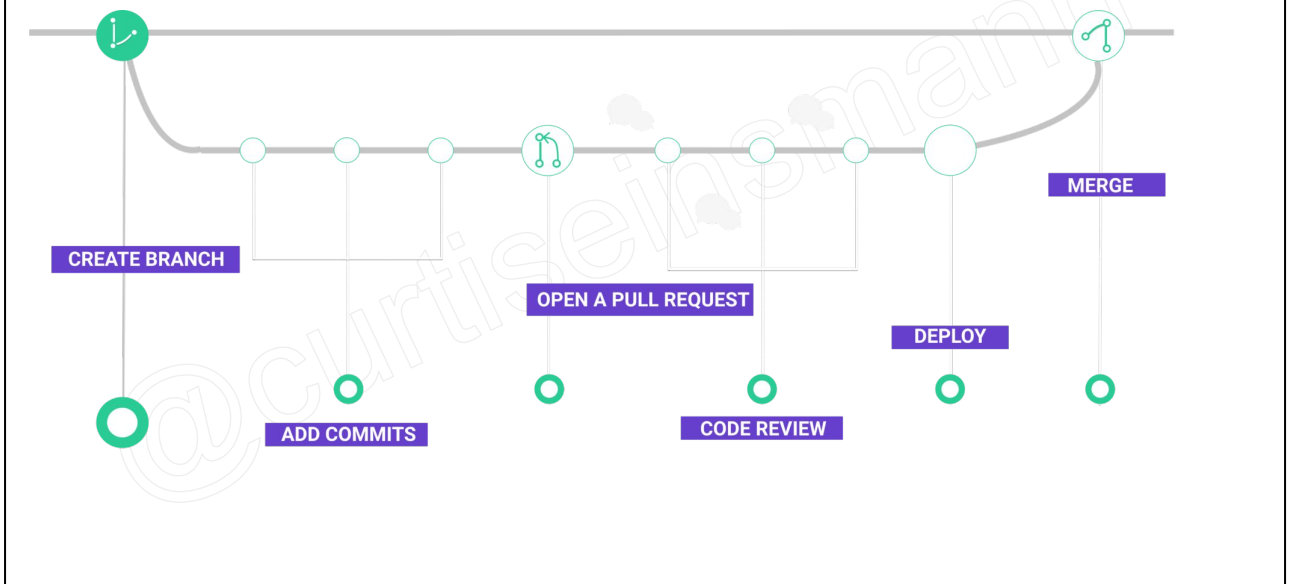 CREATE BRANCH
ADD COMMITS
OPEN A PULL REQUEST
CODE REVIEW
DEPLOY
MERGE
@curtiseinsmann